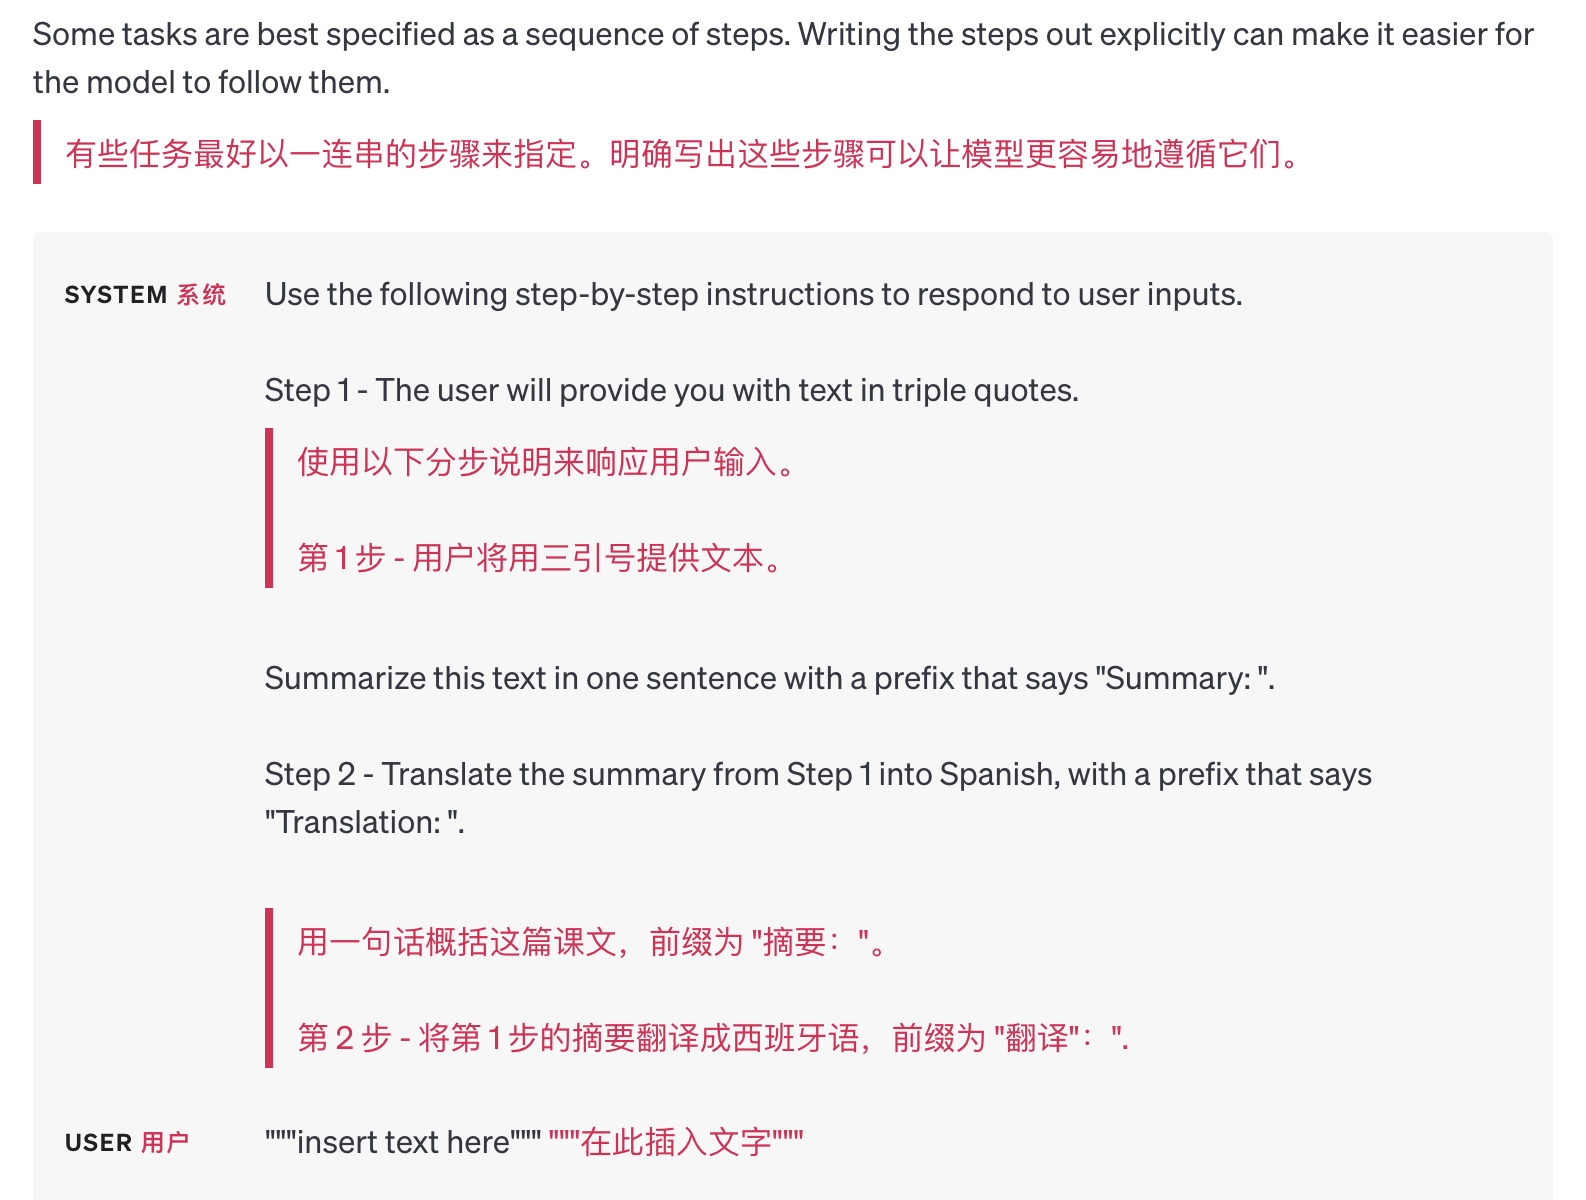 Some tasks are best specified as a sequence of steps. Writing the steps out explicitly can make it easier for
the model to follow them.
有些任务最好以一连串的步骤来指定。明确写出这些步骤可以让模型更容易地遵循它们。
SYSTEM 系统 Use the following step-by-step instructions to respond to user inputs.
Step 1 - The user will provide you with text in triple quotes.
使用以下分步说明来响应用户输入。
第 1 步 - 用户将用三引号提供文本。
Summarize this text in one sentence with a prefix that says "Summary: ".
Step 2 - Translate the summary from Step 1 into Spanish, with a prefix that says
"Translation: ".
用一句话概括这篇课文，前缀为 "摘要： "。
第 2 步 - 将第 1 步的摘要翻译成西班牙语，前缀为 "翻译"： ".
USER 用户 """insert text here""" """在此插入文字"""